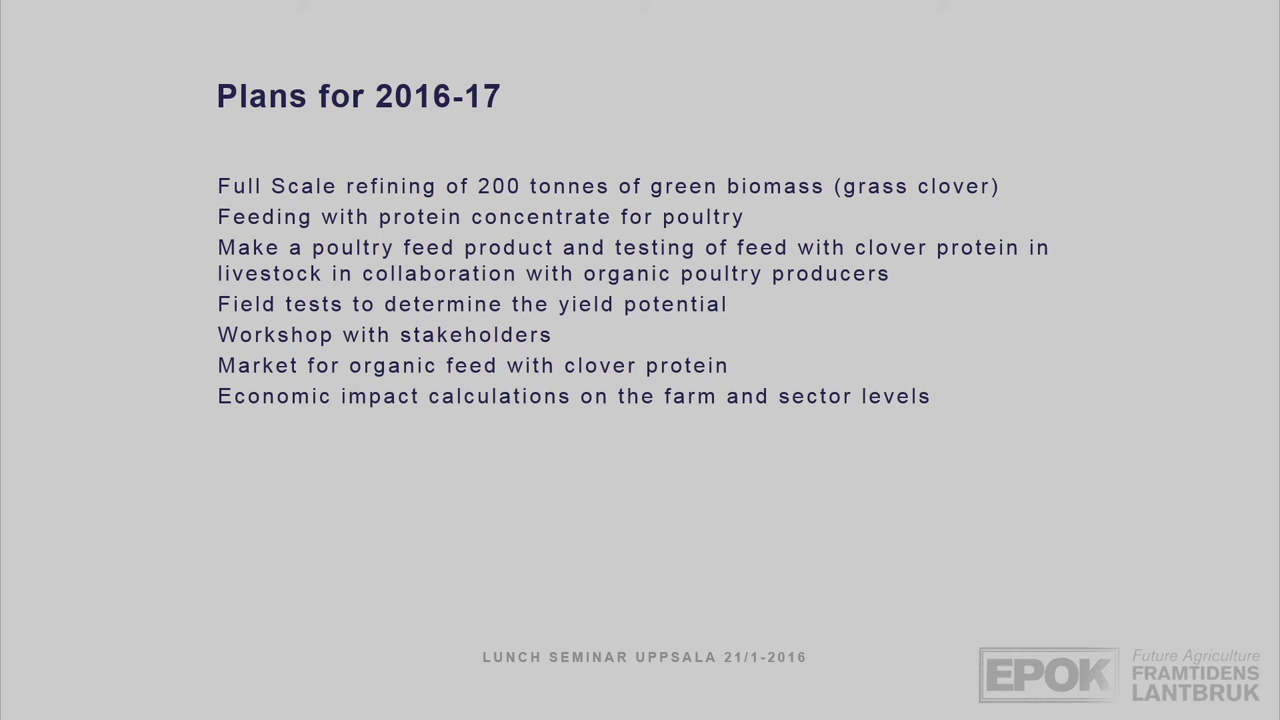 Plans for 2016-17
Full Scale refining of 200 tonnes of green biomass (grass clover)
Feeding with protein concentrate for poultry
Make a poultry feed product and testing of feed with clover protein in
livestock in collaboration with organic poultry producers
Field tests to determine the yield potential
Workshop with stakeholders
Market for organic feed with clover protein
Economic impact calculations on the farm and sector levels
LUNCH SEMINAR UPPSALA 21/1-2016
EPOK
Future Agriculture
FRAMTIDENS
LANTBRUK